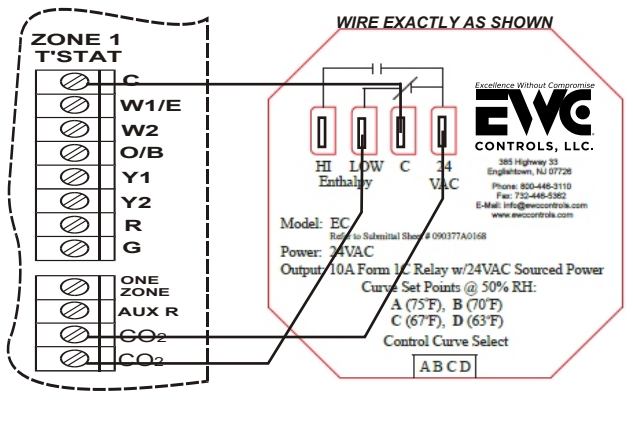 WIRE EXACTLY AS SHOWN
ZONE 1
T'STAT
C
W1/E
W2
O/B
Y1
Y2
R
G
ONE
ZONE
AUX R
CO2
CO2
HI LOW C 24
Enthalpy VAC
Excellence Without Compromise
EWC
CONTROLS, LLC.
385 Highway 33
Englishtown, NJ 07726
Phone: 800-446-3110
Fax: 732-446-5362
E-Mail: info@ewccontrols.com
www.ewccontrols.com
Model: EC
Refer to Submittal Sheet # 090377A0168
Power: 24VAC
Output: 10A Form 1C Relay w/24VAC Sourced Power
Curve Set Points @ 50% RH:
A (75°F), B (70°F)
C (67°F), D (63°F)
Control Curve Select
A B C D